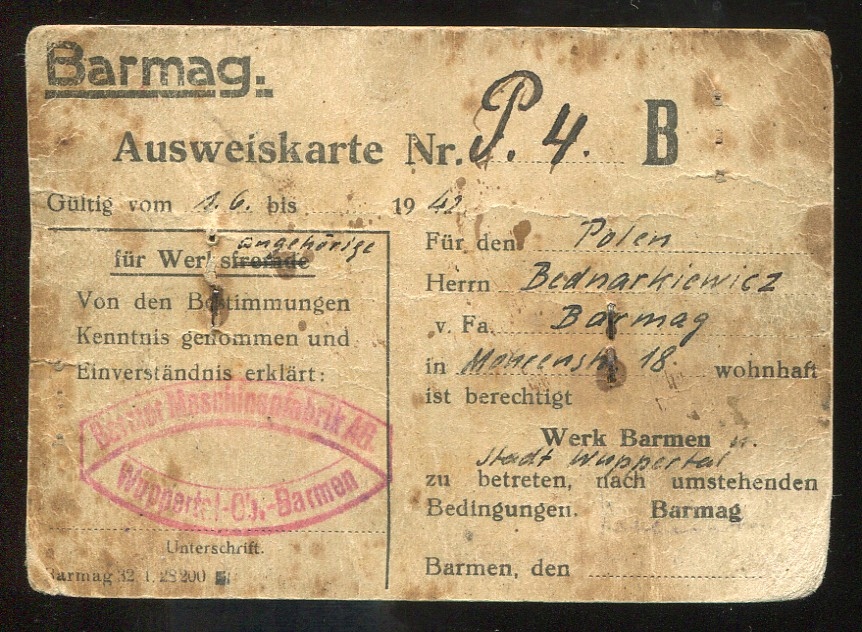 Barmag.
Ausweiskarte Nr. P. 4. B
Gültig vom 1.6. bis 1942
angehörige
für Werksfremde
Von den Bestimmungen
Kenntnis genommen und
Einverständnis erklärt:
Barmer Maschinenfabrik AG.
Wuppertal-Ob.-Barmen
Unterschrift.
Barmag 32 1. 28 200
Für den Polen
Herrn Bednarkiewicz
v. Fa. Barmag
in 18 wohnhaft
ist berechtigt
Werk Barmen u.
Stadt Wuppertal
zu betreten, nach umstehenden
Bedingungen. Barmag
Barmen, den